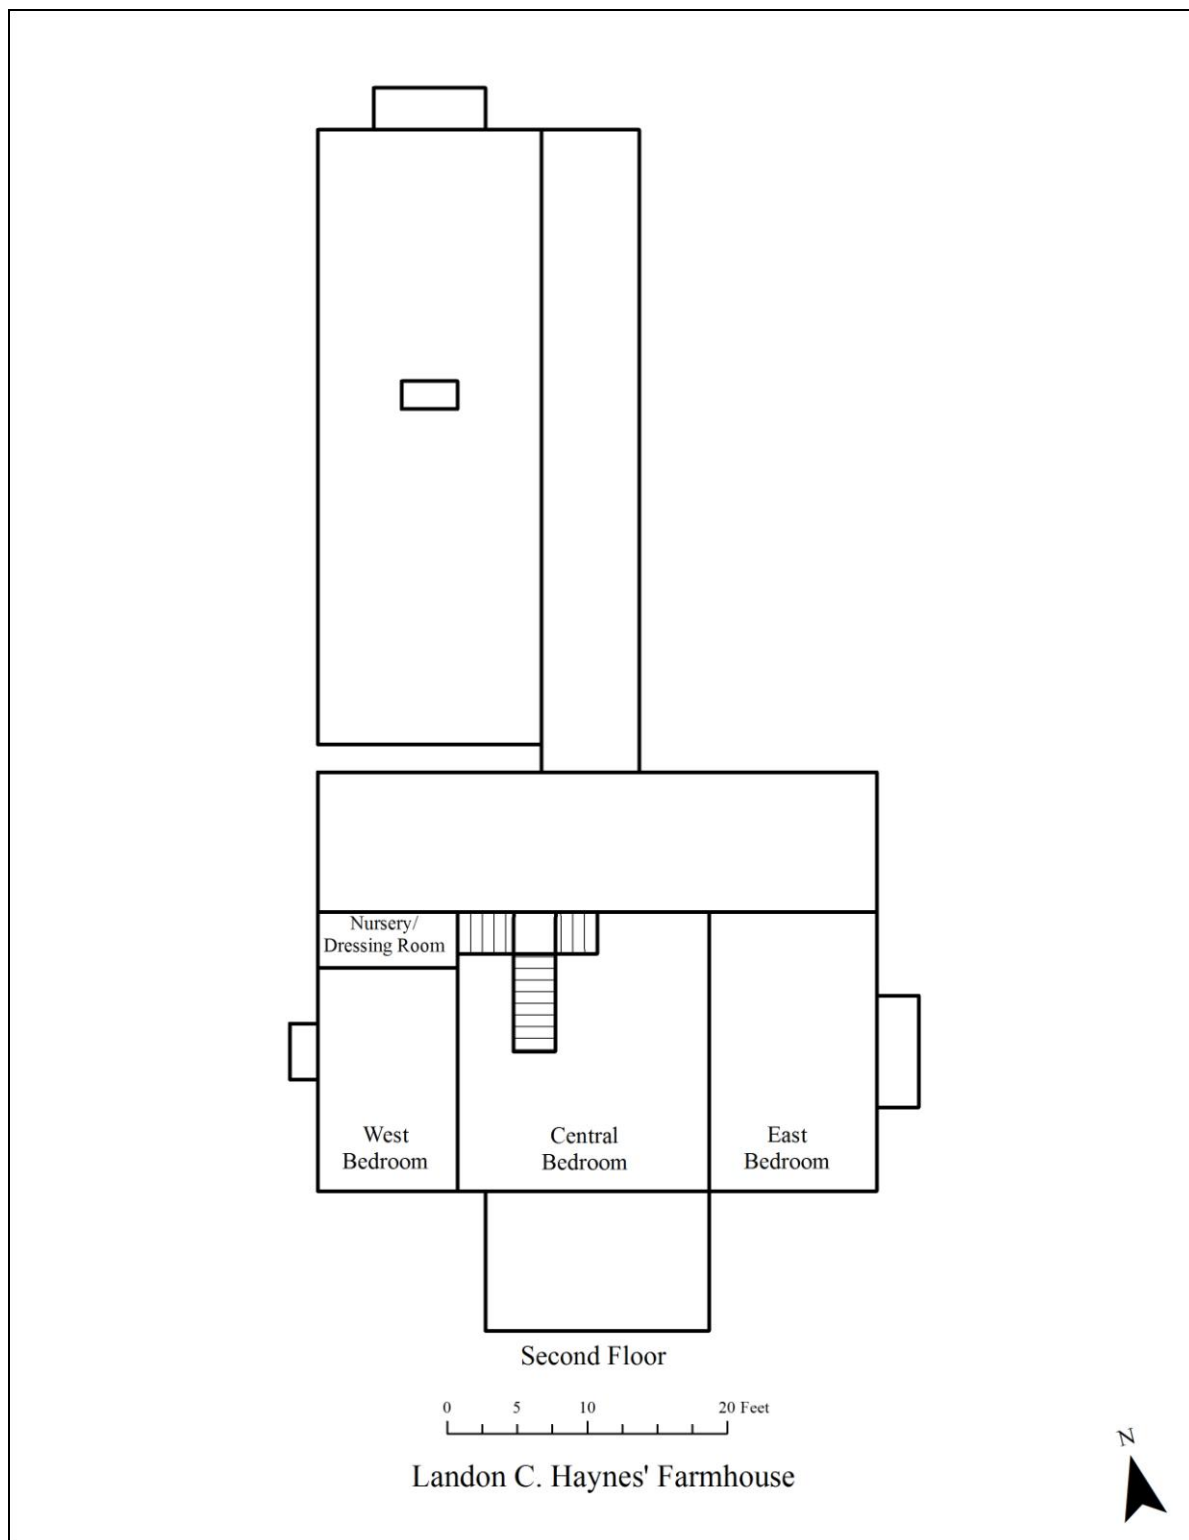 Nursery/
Dressing Room
West
Bedroom
Central
Bedroom
East
Bedroom
Second Floor
0 5 10 20 Feet
Landon C. Haynes' Farmhouse
N